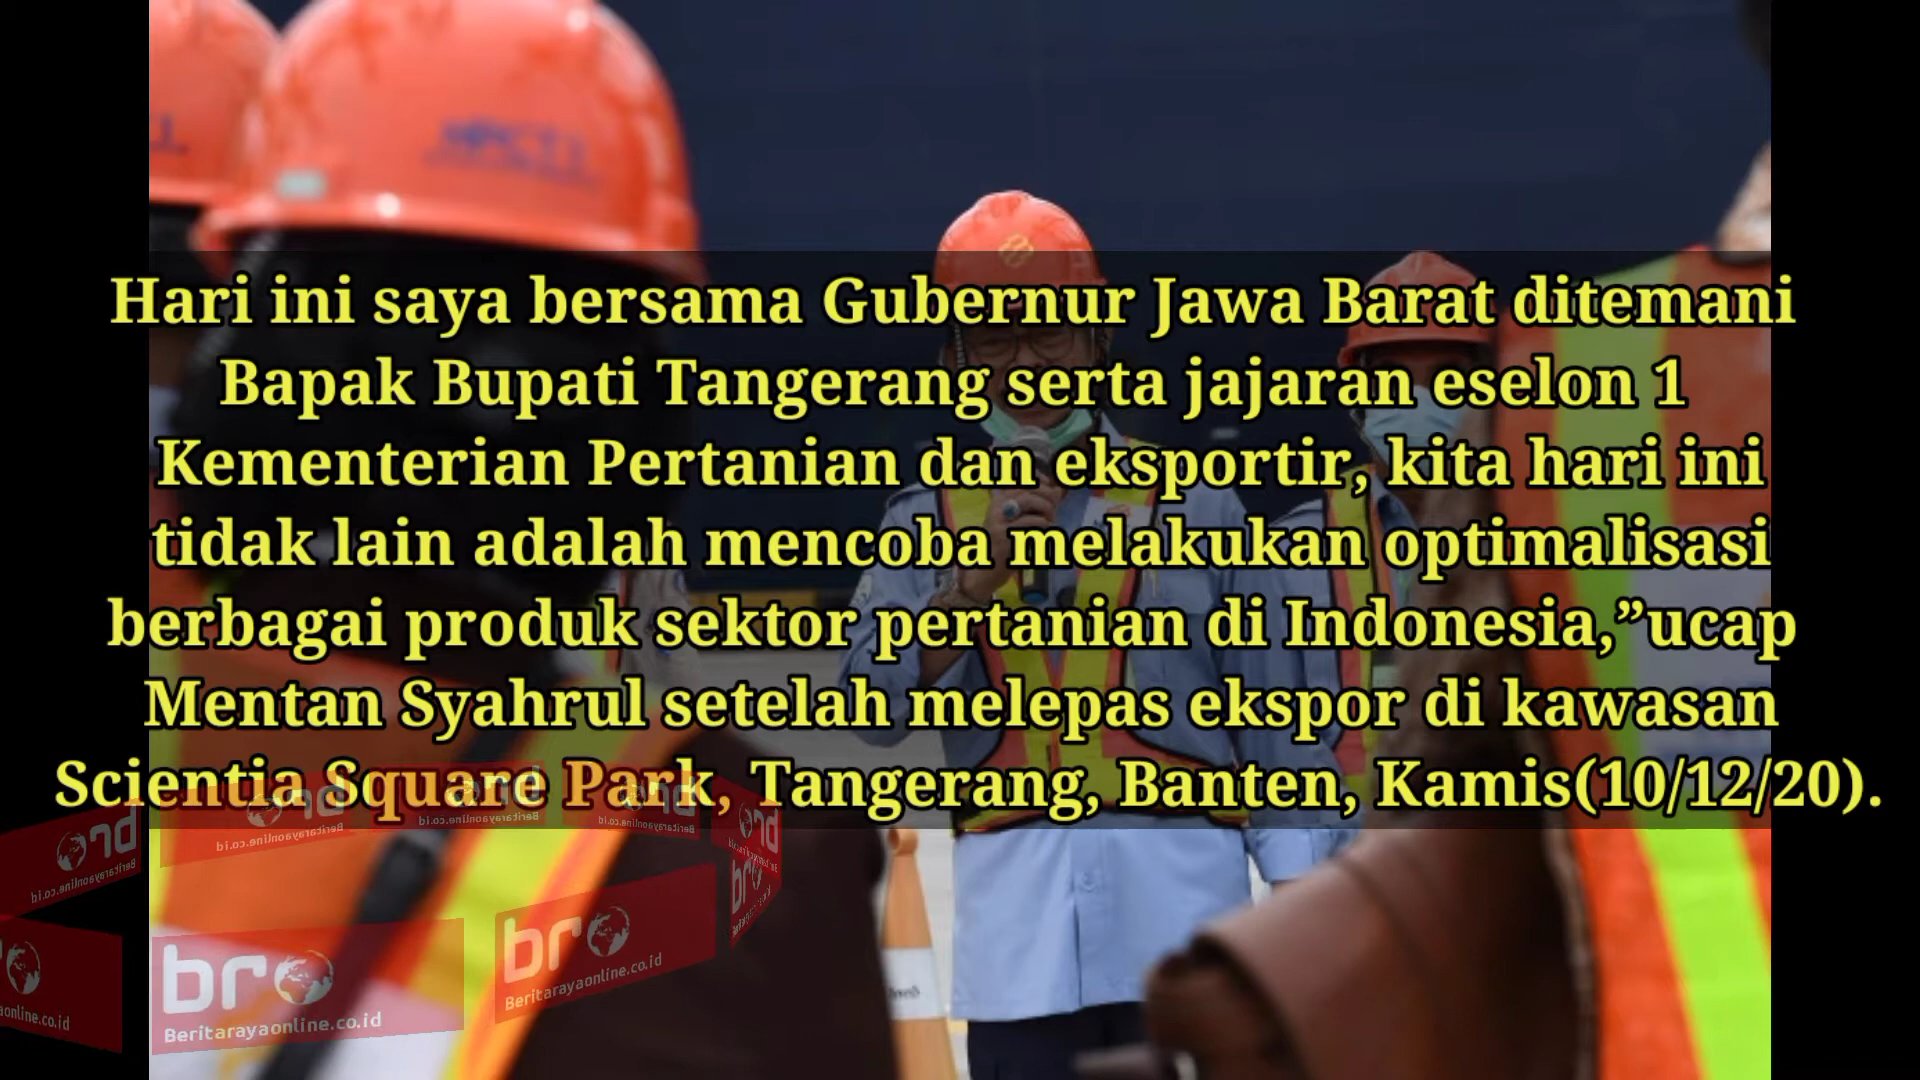 Hari ini saya bersama Gubernur Jawa Barat ditemani
Bapak Bupati Tangerang serta jajaran eselon 1
Kementerian Pertanian dan eksportir, kita hari ini
tidak lain adalah mencoba melakukan optimalisasi
berbagai produk sektor pertanian di Indonesia,”ucap
Mentan Syahrul setelah melepas ekspor di kawasan
Scientia Square Park, Tangerang, Banten, Kamis(10/12/20).
bro
Beritarayaonline.co.id
bro
Beritarayaonline.co.id